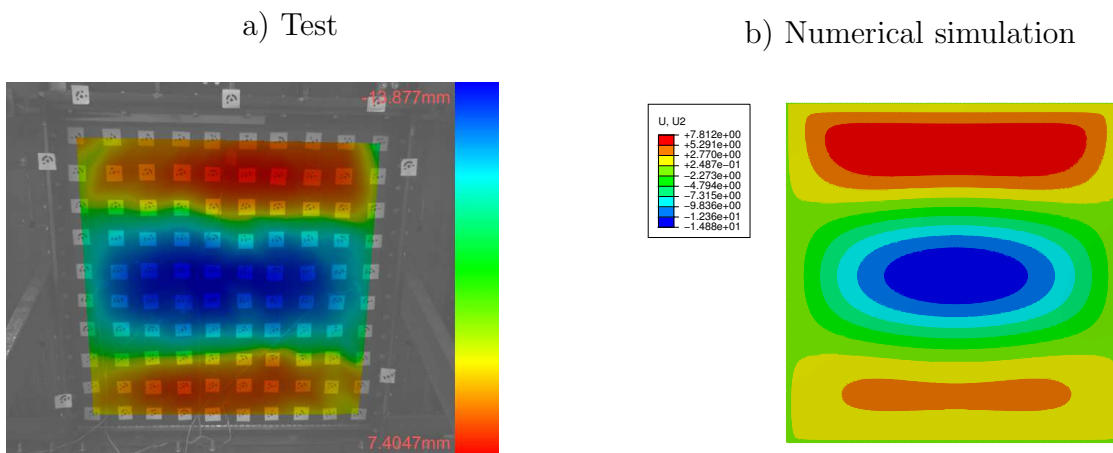 a) Test
b) Numerical simulation
-13.877mm
7.4047mm
U, U2
+7.812e+00
+5.291e+00
+2.770e+00
+2.487e-01
-2.273e+00
-4.794e+00
-7.315e+00
-9.836e+00
-1.236e+01
-1.488e+01